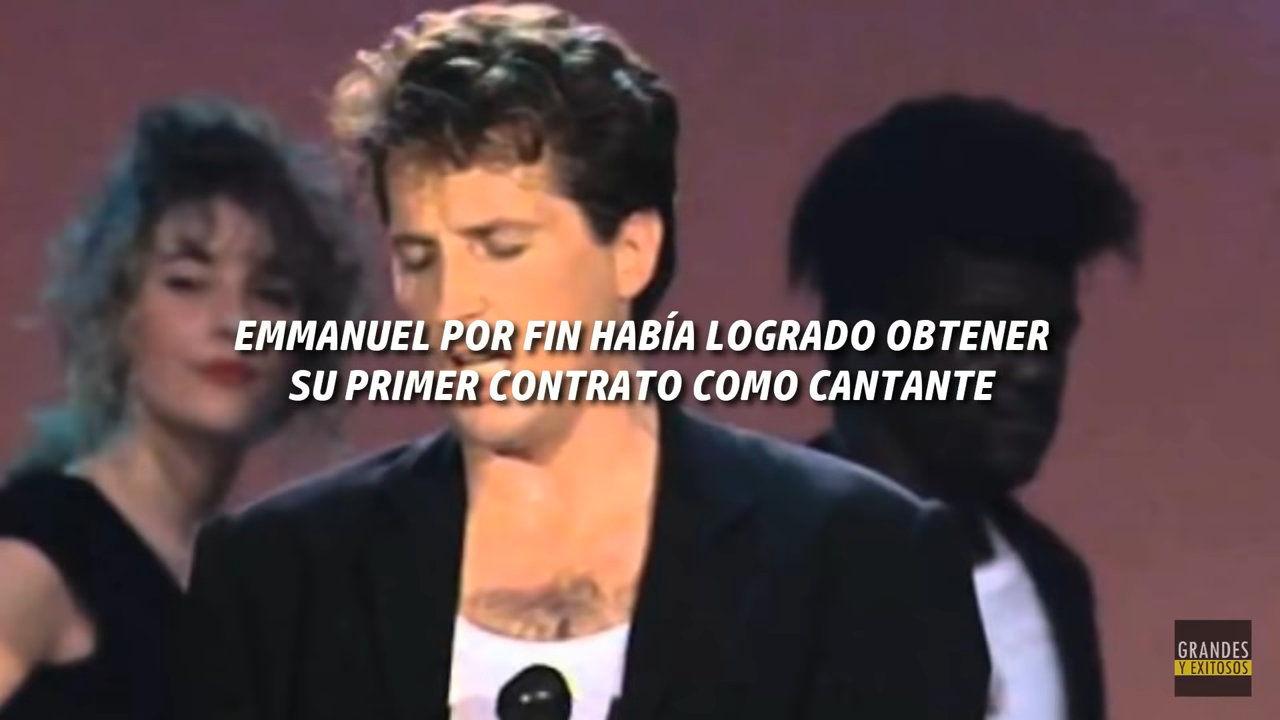 EMMANUEL POR FIN HABÍA LOGRADO OBTENER
SU PRIMER CONTRATO COMO CANTANTE
GRANDES
Y EXITOSOS